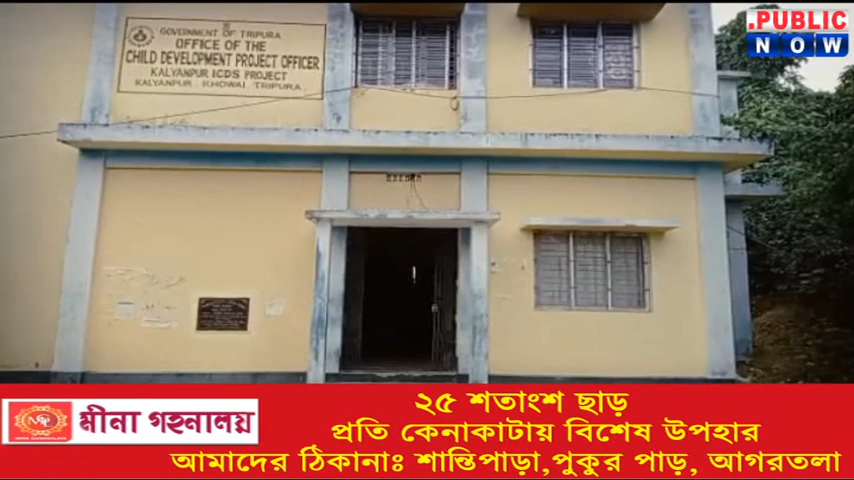 GOVERNMENT OF TRIPURA
OFFICE OF THE
CHILD DEVELOPMENT PROJECT OFFICER
KALYANPUR ICDS PROJECT
KALYANPUR, KHOWAI, TRIPURA.
.PUBLIC
NOW
মীনা গহনালয়
২৫ শতাংশ ছাড়
প্রতি কেনাকাটায় বিশেষ উপহার
আমাদের ঠিকানাঃ শান্তিপাড়া,পুকুর পাড়, আগরতলা